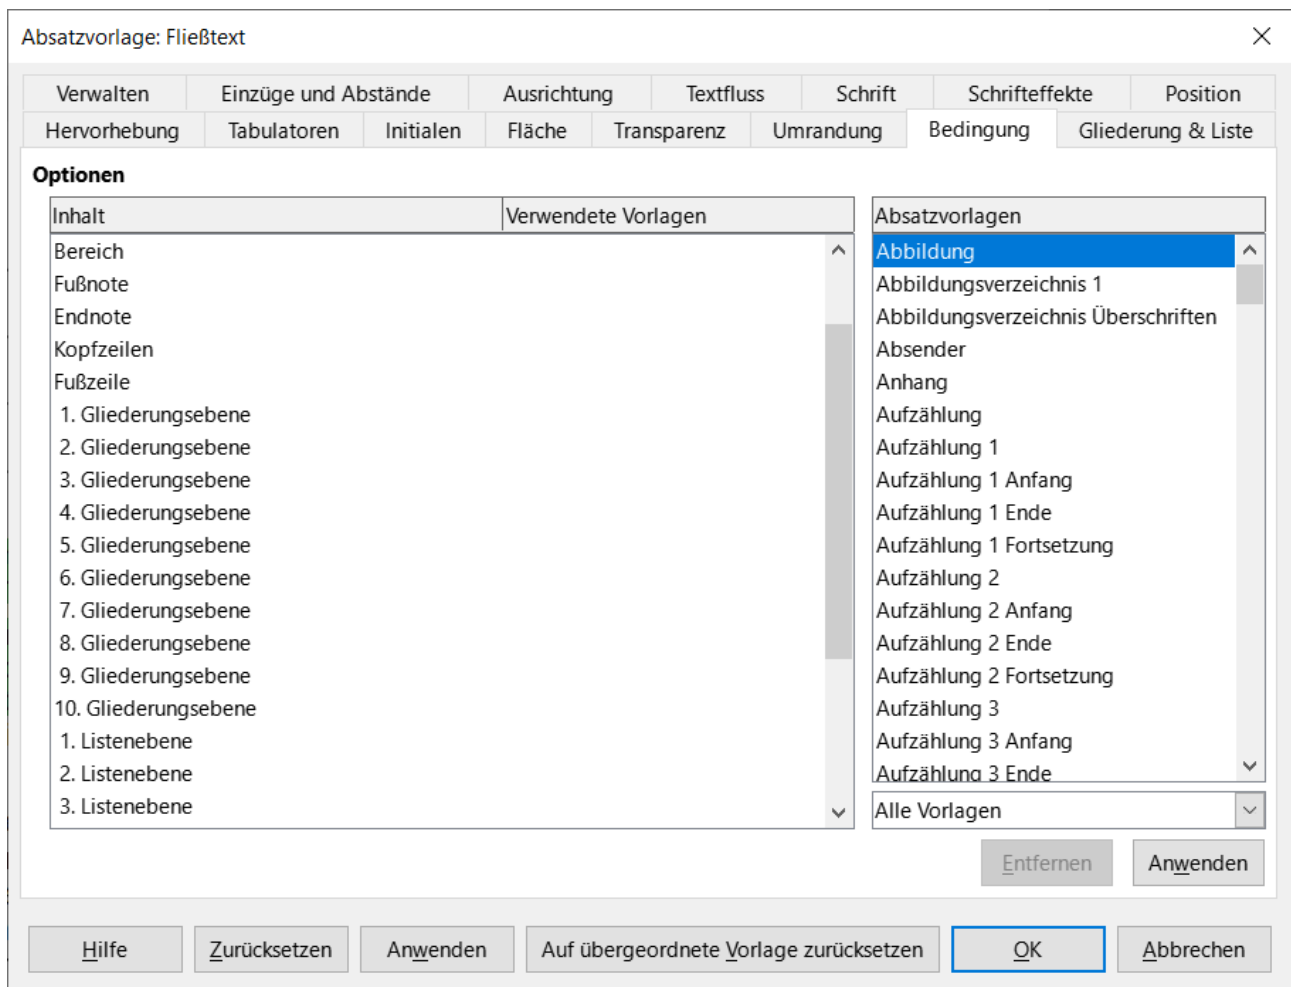 Absatzvorlage: Fließtext
Verwalten Einzüge und Abstände Ausrichtung Textfluss Schrift Schrifteffekte Position
Hervorhebung Tabulatoren Initialen Fläche Transparenz Umrandung Bedingung Gliederung & Liste
Optionen
Inhalt Verwendete Vorlagen
Bereich
Fußnote
Endnote
Kopfzeilen
Fußzeile
1. Gliederungsebene
2. Gliederungsebene
3. Gliederungsebene
4. Gliederungsebene
5. Gliederungsebene
6. Gliederungsebene
7. Gliederungsebene
8. Gliederungsebene
9. Gliederungsebene
10. Gliederungsebene
1. Listenebene
2. Listenebene
3. Listenebene
Absatzvorlagen
Abbildung
Abbildungsverzeichnis 1
Abbildungsverzeichnis Überschriften
Absender
Anhang
Aufzählung
Aufzählung 1
Aufzählung 1 Anfang
Aufzählung 1 Ende
Aufzählung 1 Fortsetzung
Aufzählung 2
Aufzählung 2 Anfang
Aufzählung 2 Ende
Aufzählung 2 Fortsetzung
Aufzählung 3
Aufzählung 3 Anfang
Aufzählung 3 Ende
Alle Vorlagen
Entfernen Anwenden
Hilfe Zurücksetzen Anwenden Auf übergeordnete Vorlage zurücksetzen OK Abbrechen